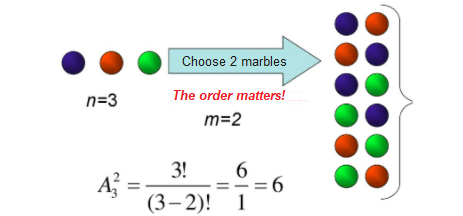 Choose 2 marbles
n=3
The order matters!
m=2
A₃² = 3! / (3−2)! = 6/1 = 6